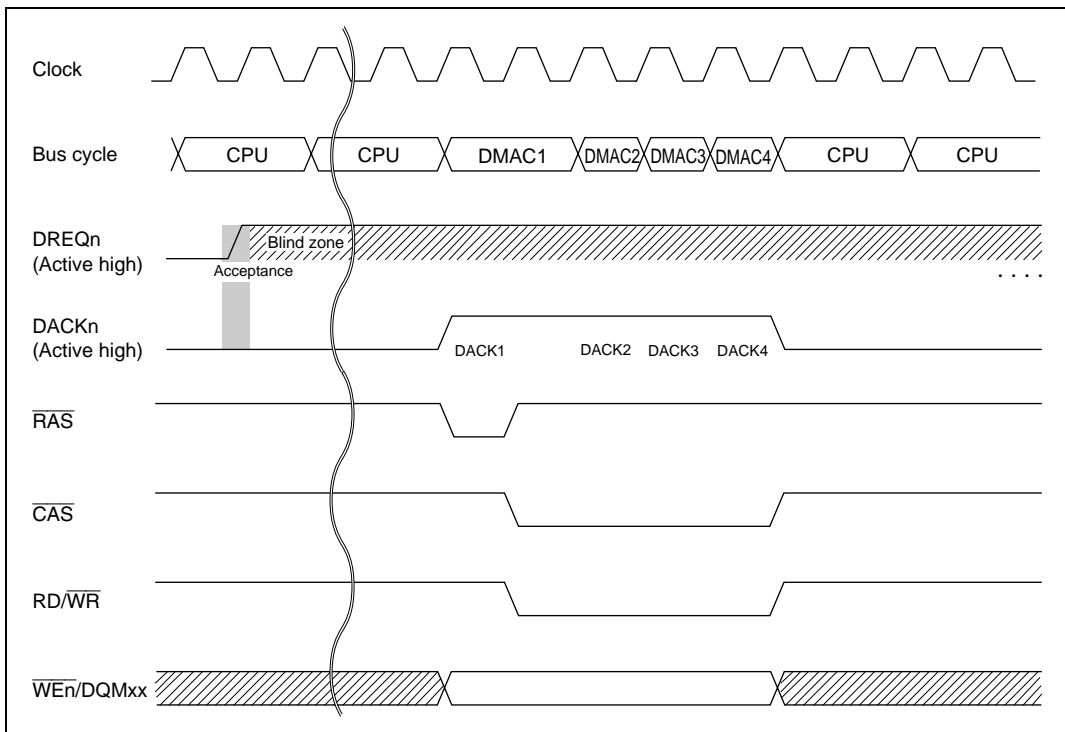 Clock
Bus cycle
CPU CPU DMAC1 DMAC2 DMAC3 DMAC4 CPU CPU
DREQn
(Active high)
Blind zone
Acceptance
. . . .
DACKn
(Active high)
DACK1 DACK2 DACK3 DACK4
RAS
CAS
RD/WR
WEn/DQMxx